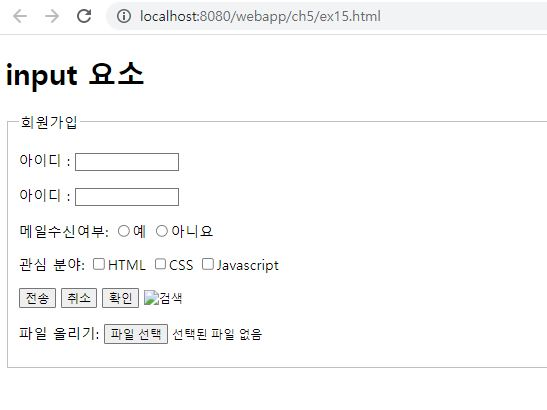 localhost:8080/webapp/ch5/ex15.html
input 요소
회원가입
아이디 :
아이디 :
메일수신여부: 예 아니요
관심 분야: HTML CSS Javascript
전송 취소 확인 검색
파일 올리기: 파일 선택 선택된 파일 없음